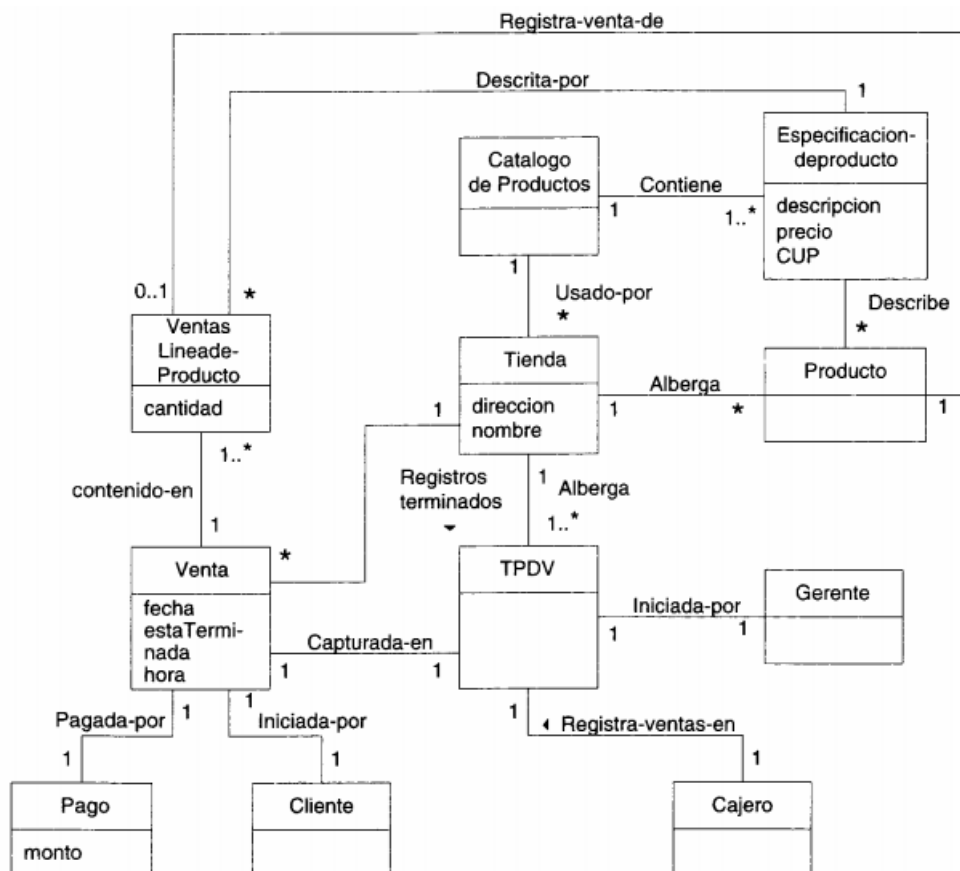 Registra-venta-de
Descrita-por
1
Especificacion-
deproducto
descripcion
precio
CUP
Catalogo
de Productos
Contiene
1
1..*
1
Usado-por
*
Describe
*
0..1
*
Ventas
Lineade-
Producto
cantidad
1..*
contenido-en
1
Tienda
direccion
nombre
1
1
Alberga
*
Producto
1
Registros
terminados
1
Alberga
1..*
*
Venta
fecha
estaTermi-
nada
hora
TPDV
Iniciada-por
1
1
Gerente
Capturada-en
1
1
1
1
Pagada-por
Iniciada-por
1
1
1
Registra-ventas-en
1
Pago
monto
Cliente
Cajero